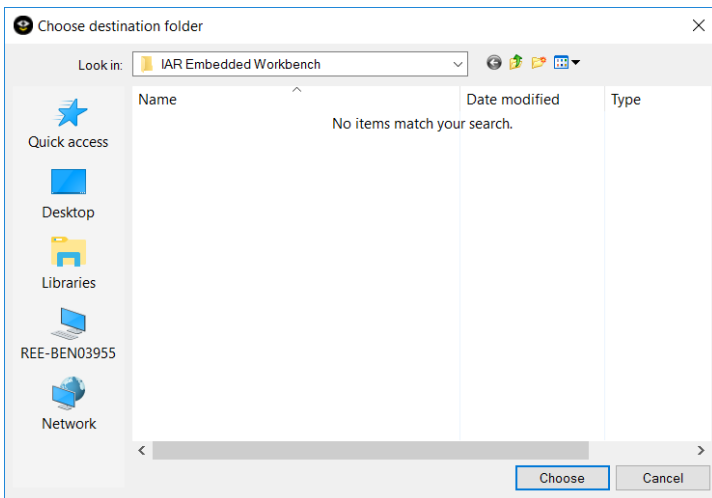 Choose destination folder
Look in: IAR Embedded Workbench
Name Date modified Type
No items match your search.
Quick access
Desktop
Libraries
REE-BEN03955
Network
Choose Cancel